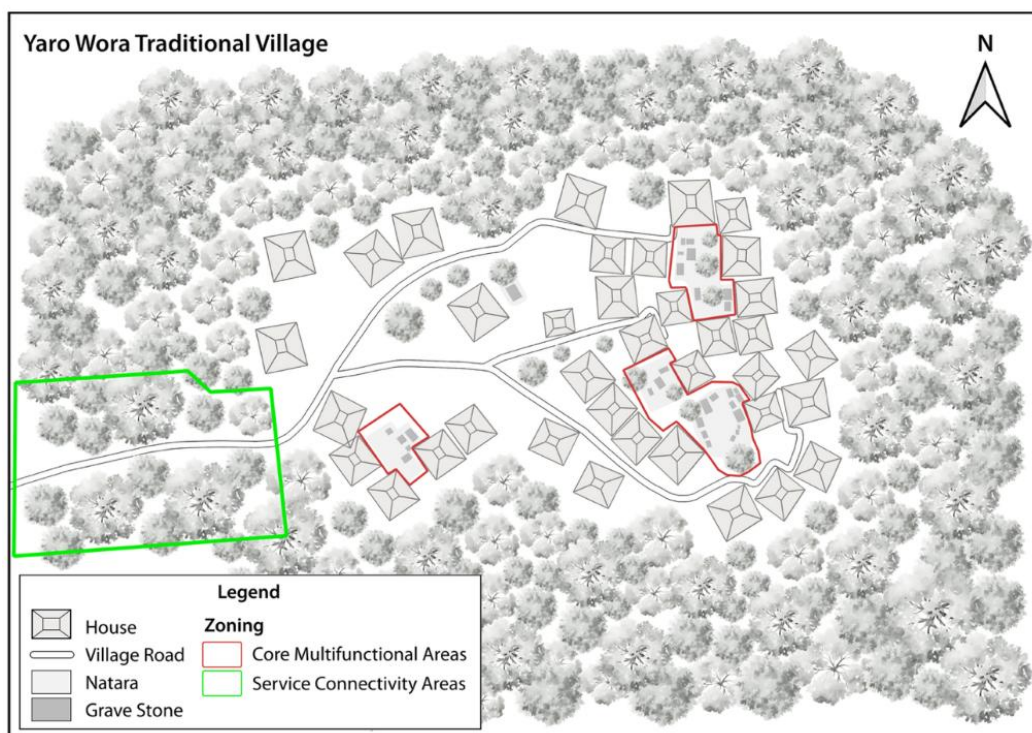 Yaro Wora Traditional Village
N
Legend
House
Village Road
Natara
Grave Stone
Zoning
Core Multifunctional Areas
Service Connectivity Areas